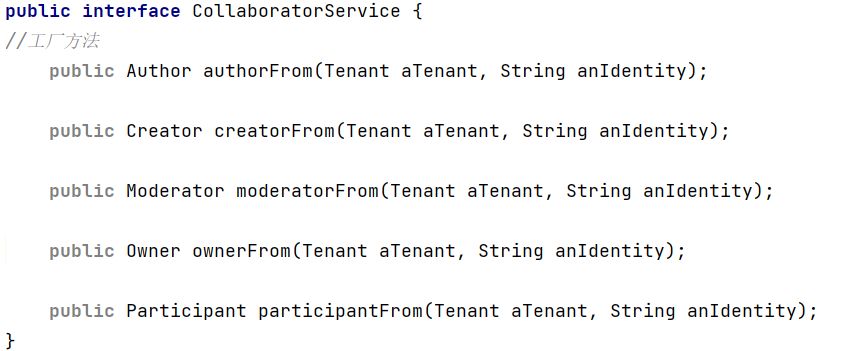 public interface CollaboratorService {
//工厂方法
    public Author authorFrom(Tenant aTenant, String anIdentity);
    public Creator creatorFrom(Tenant aTenant, String anIdentity);
    public Moderator moderatorFrom(Tenant aTenant, String anIdentity);
    public Owner ownerFrom(Tenant aTenant, String anIdentity);
    public Participant participantFrom(Tenant aTenant, String anIdentity);
}